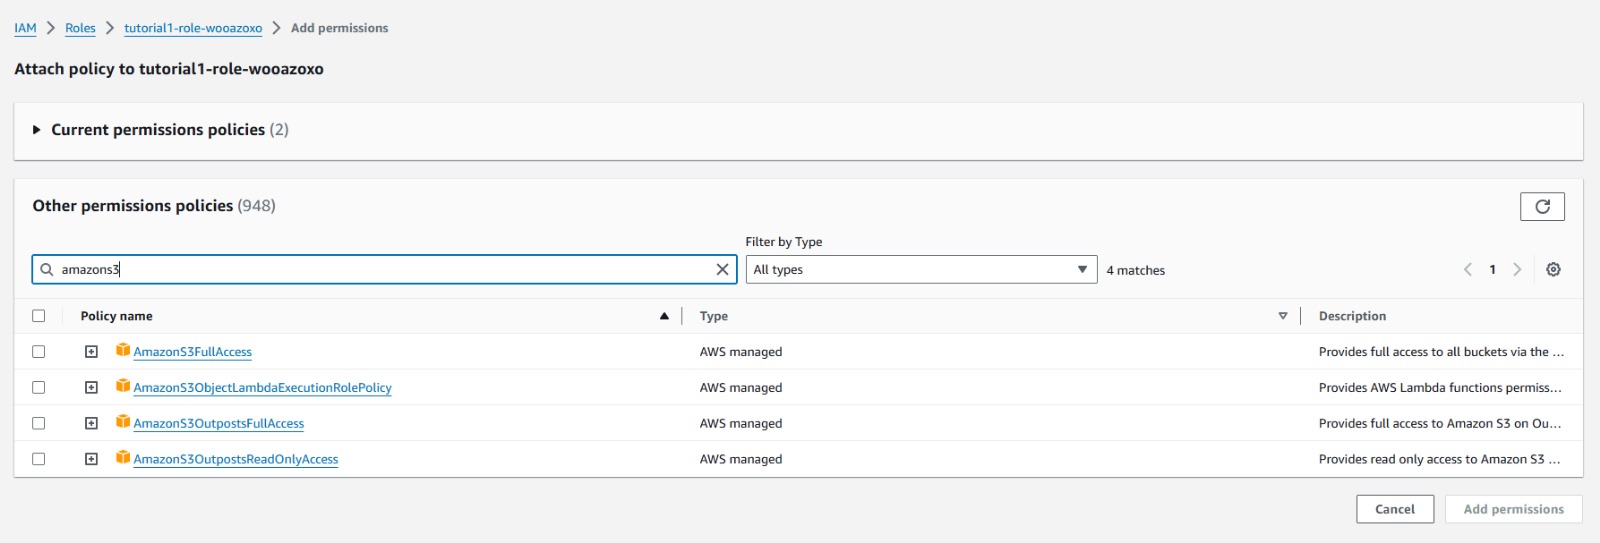 IAM > Roles > tutorial1-role-wooazoxo > Add permissions
Attach policy to tutorial1-role-wooazoxo
Current permissions policies (2)
Other permissions policies (948)
Filter by Type
amazons3
All types
4 matches
1
Policy name Type Description
AmazonS3FullAccess AWS managed Provides full access to all buckets via the ...
AmazonS3ObjectLambdaExecutionRolePolicy AWS managed Provides AWS Lambda functions permiss...
AmazonS3OutpostsFullAccess AWS managed Provides full access to Amazon S3 on Ou...
AmazonS3OutpostsReadOnlyAccess AWS managed Provides read only access to Amazon S3 ...
Cancel Add permissions